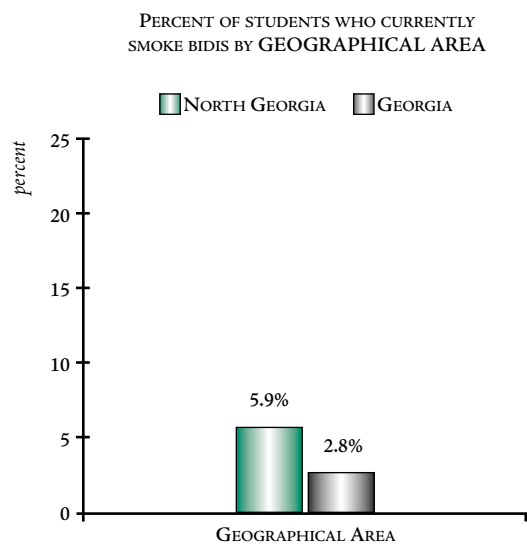 PERCENT OF STUDENTS WHO CURRENTLY
SMOKE BIDIS BY GEOGRAPHICAL AREA
NORTH GEORGIA GEORGIA
percent
25
20
15
10
5
0
5.9%
2.8%
GEOGRAPHICAL AREA